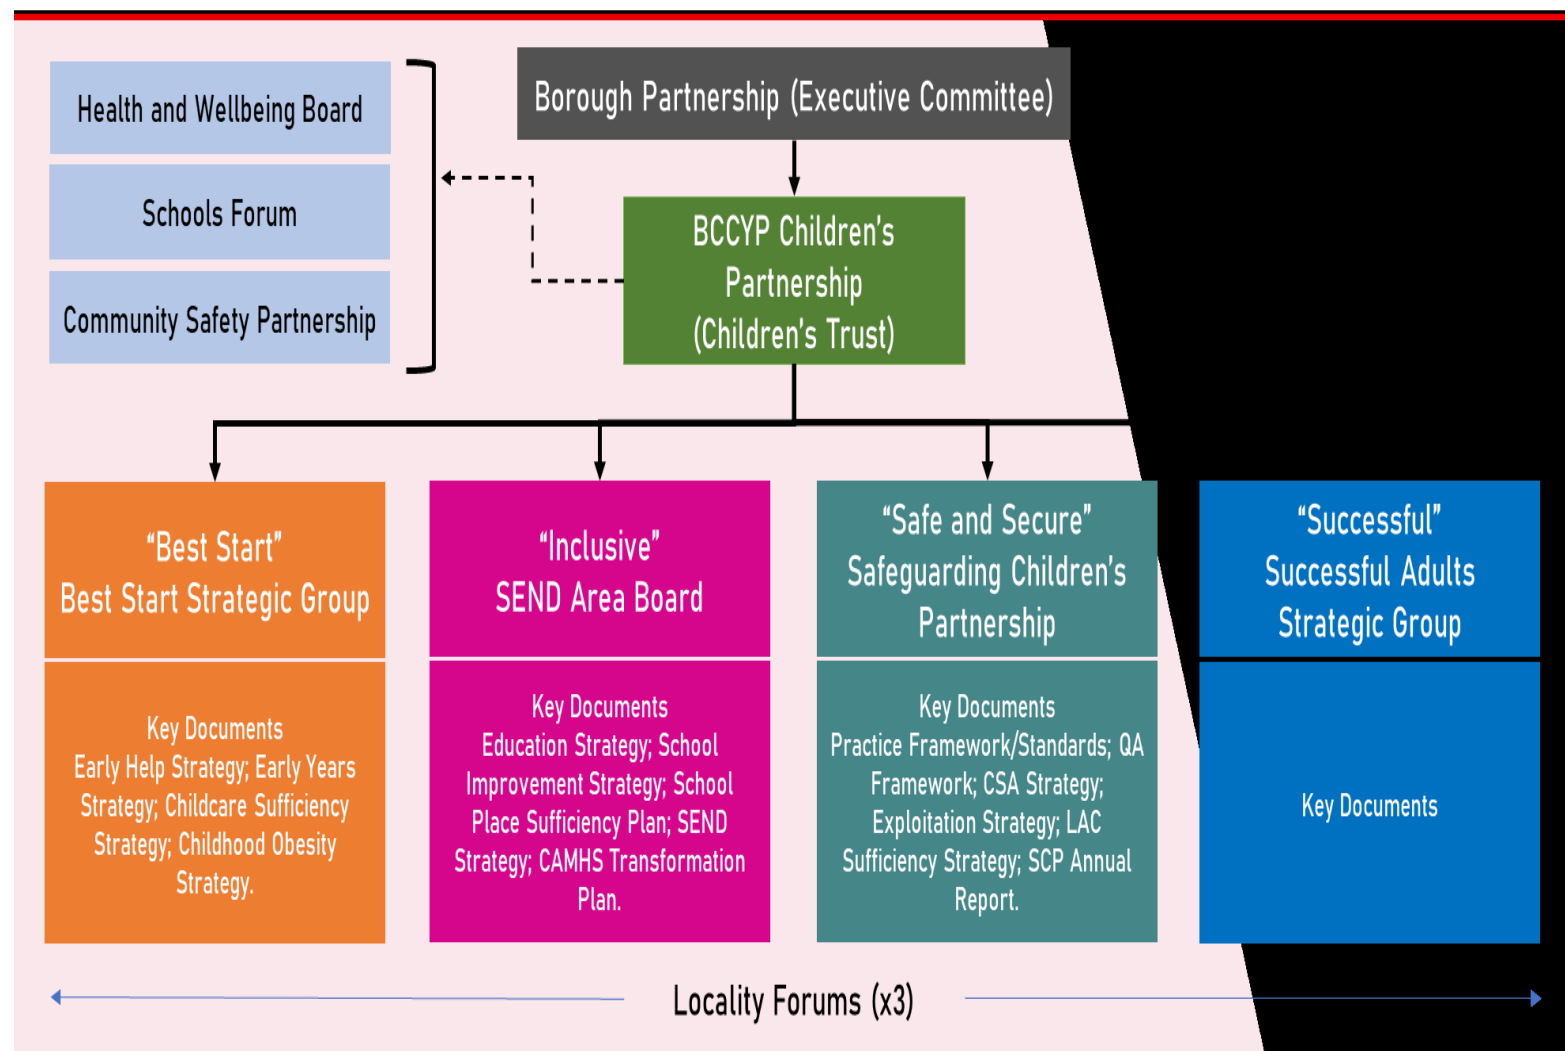 Health and Wellbeing Board
Schools Forum
Community Safety Partnership
Borough Partnership (Executive Committee)
BCCYP Children’s
Partnership
(Children’s Trust)
“Best Start”
Best Start Strategic Group
Key Documents
Early Help Strategy; Early Years
Strategy; Childcare Sufficiency
Strategy; Childhood Obesity
Strategy.
“Inclusive”
SEND Area Board
Key Documents
Education Strategy; School
Improvement Strategy; School
Place Sufficiency Plan; SEND
Strategy; CAMHS Transformation
Plan.
“Safe and Secure”
Safeguarding Children’s
Partnership
Key Documents
Practice Framework/Standards; QA
Framework; CSA Strategy;
Exploitation Strategy; LAC
Sufficiency Strategy; SCP Annual
Report.
“Successful”
Successful Adults
Strategic Group
Key Documents
Locality Forums (x3)